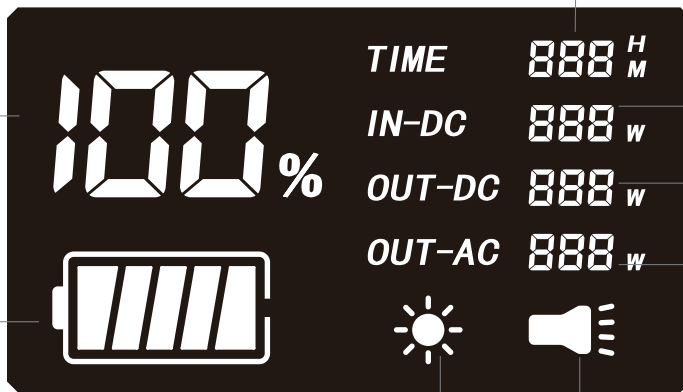 100%
TIME 888 H M
IN-DC 888 W
OUT-DC 888 W
OUT-AC 888 W